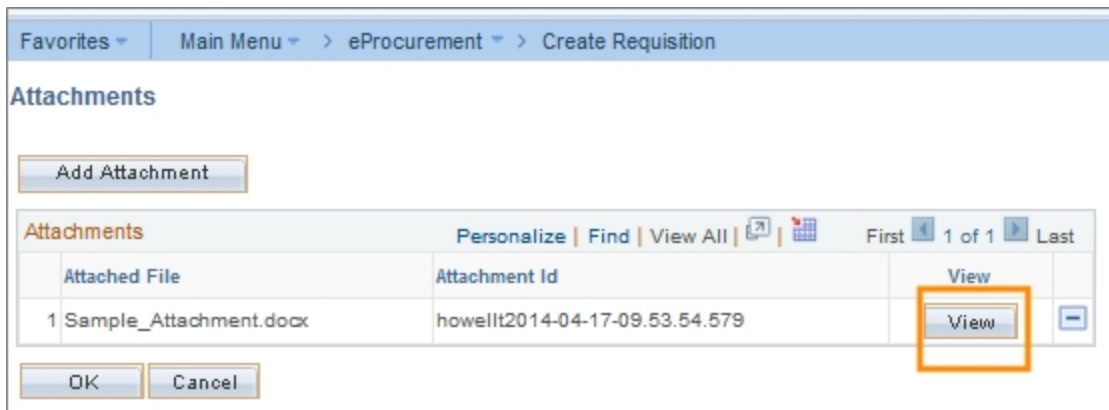 Favorites Main Menu > eProcurement > Create Requisition
Attachments
Add Attachment
Attachments Personalize | Find | View All | | First 1 of 1 Last
Attached File Attachment Id View
1 Sample_Attachment.docx howellt2014-04-17-09.53.54.579 View
OK Cancel